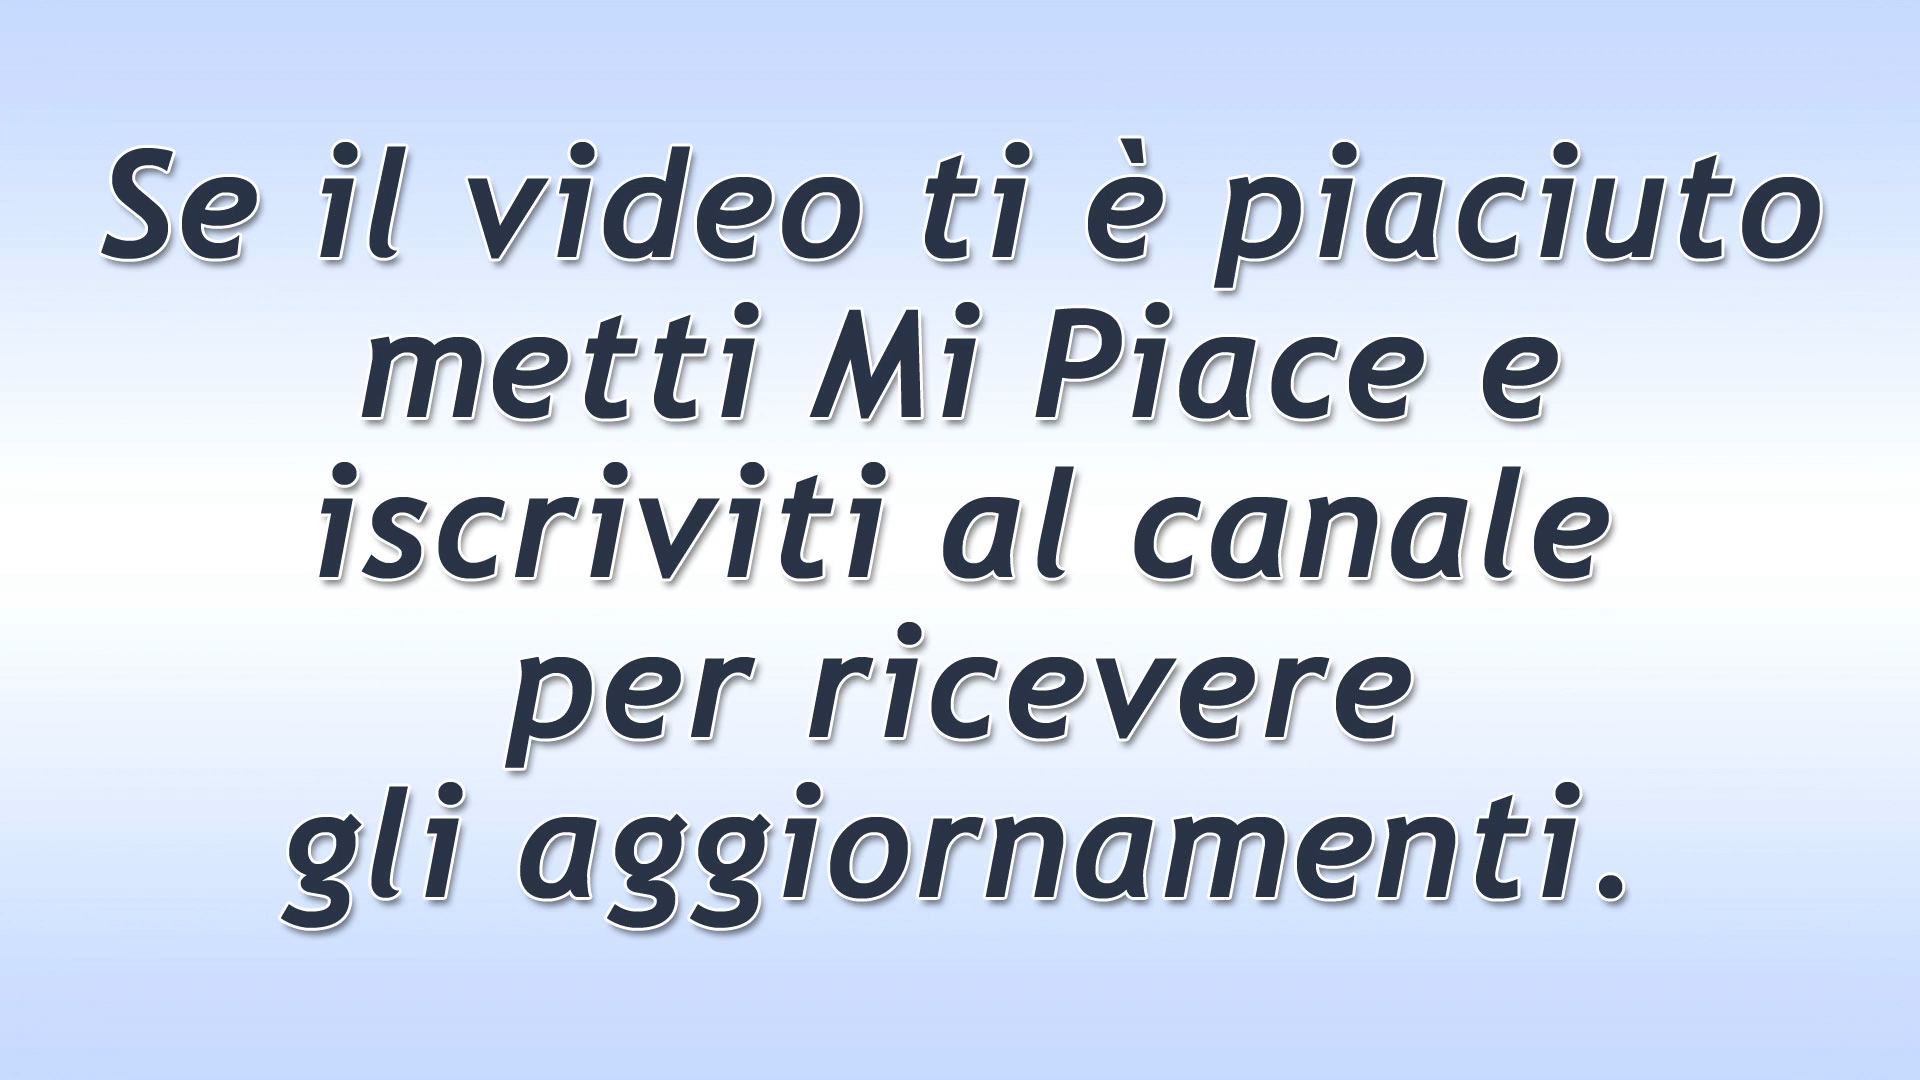 Se il video ti è piaciuto
metti Mi Piace e
iscriviti al canale
per ricevere
gli aggiornamenti.